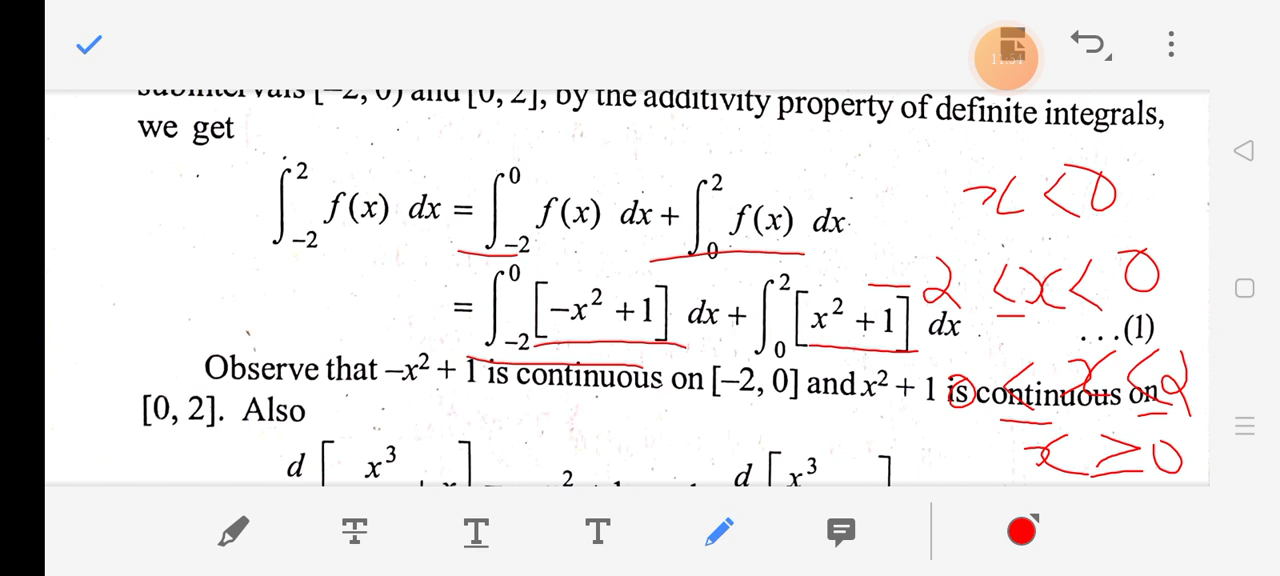 subintervals [−2, 0) and [0, 2], by the additivity property of definite integrals,
we get
∫_{−2}^{2} f(x) dx = ∫_{−2}^{0} f(x) dx + ∫_{0}^{2} f(x) dx.
x < 0
= ∫_{−2}^{0} [−x² + 1] dx + ∫_{0}^{2} [x² + 1] dx ...(1)
−2 ≤ x < 0
Observe that −x² + 1 is continuous on [−2, 0] and x² + 1 is continuous on
0 ≤ x ≤ 2
[0, 2]. Also
x ≥ 0
d [ x³ ] d [ x³ ]
T T T